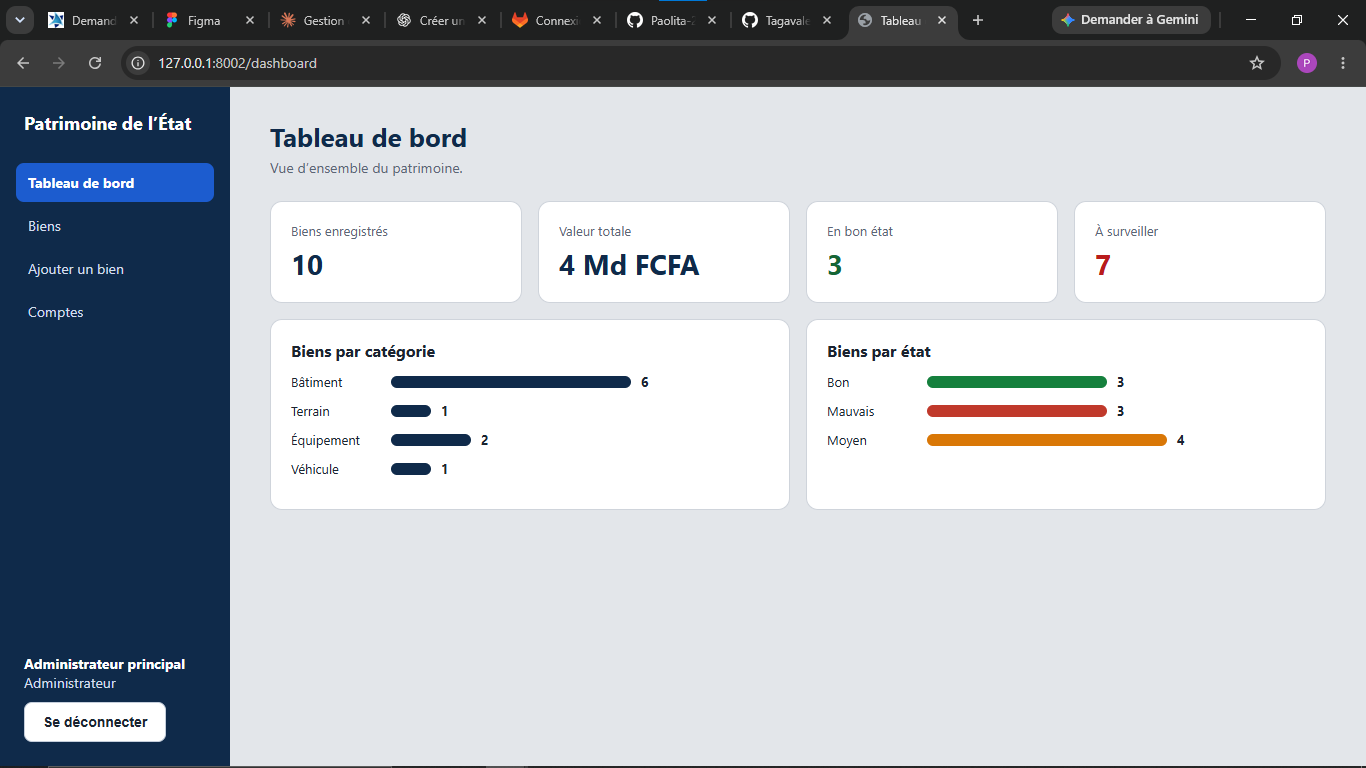 Demand
Figma
Gestion
Créer un
Connexi
Paolita-2
Tagavale
Tableau
Demander à Gemini
127.0.0.1:8002/dashboard
P
Patrimoine de l'État
Tableau de bord
Biens
Ajouter un bien
Comptes
Administrateur principal
Administrateur
Se déconnecter
Tableau de bord
Vue d'ensemble du patrimoine.
Biens enregistrés
10
Valeur totale
4 Md FCFA
En bon état
3
À surveiller
7
Biens par catégorie
Bâtiment 6
Terrain 1
Équipement 2
Véhicule 1
Biens par état
Bon 3
Mauvais 3
Moyen 4